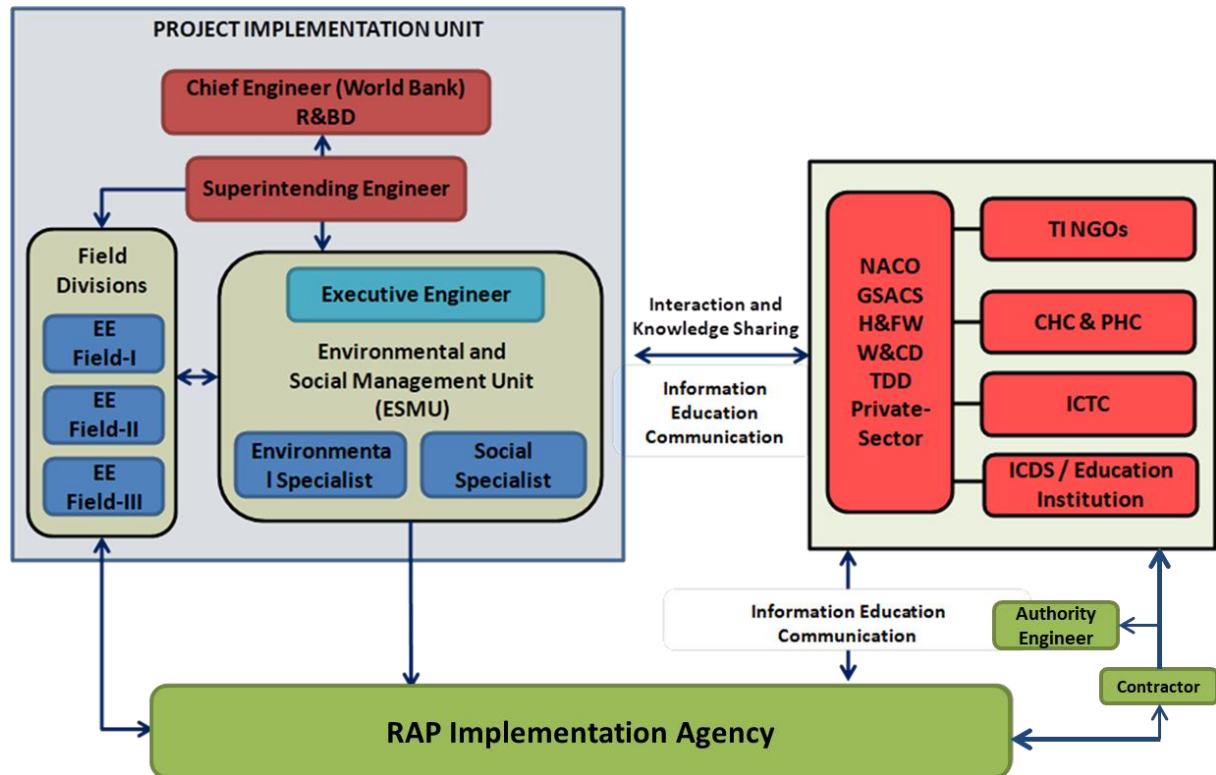 PROJECT IMPLEMENTATION UNIT
Chief Engineer (World Bank)
R&BD
Superintending Engineer
Field
Divisions
EE
Field-I
EE
Field-II
EE
Field-III
Executive Engineer
Environmental and
Social Management Unit
(ESMU)
Environmenta
l Specialist
Social
Specialist
Interaction and
Knowledge Sharing
Information
Education
Communication
NACO
GSACS
H&FW
W&CD
TDD
Private-
Sector
TI NGOs
CHC & PHC
ICTC
ICDS / Education
Institution
Information Education
Communication
Authority
Engineer
Contractor
RAP Implementation Agency